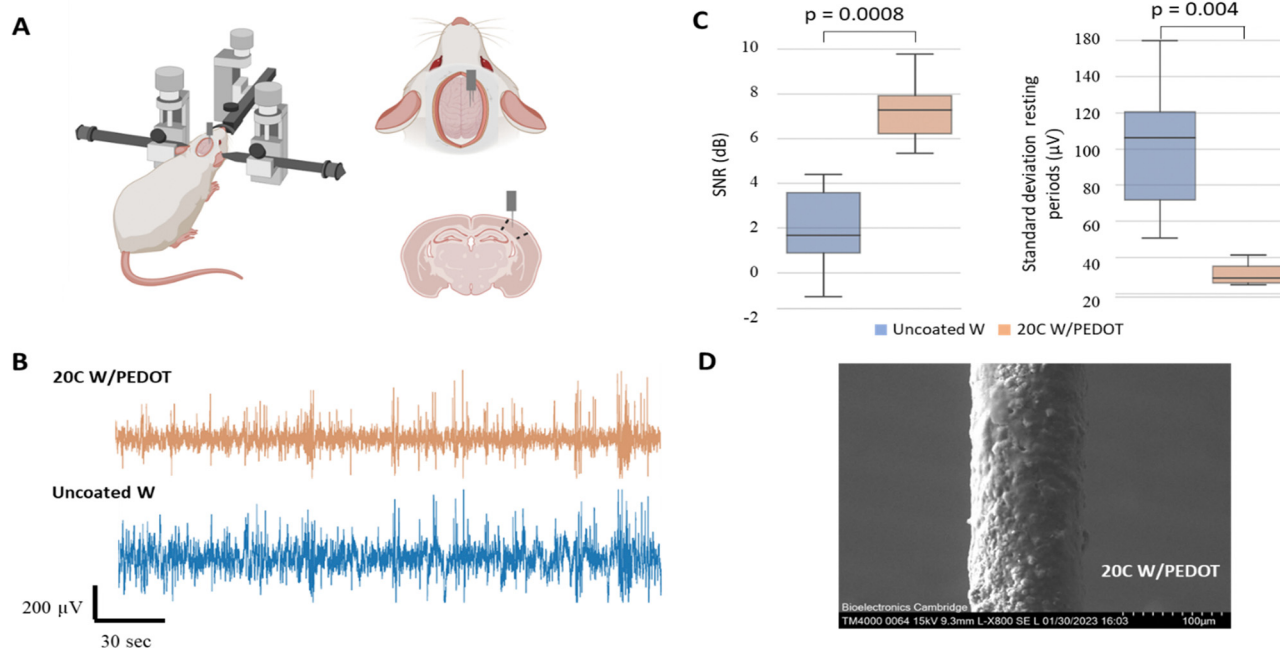 A
B
20C W/PEDOT
Uncoated W
200 µV
30 sec
C
p = 0.0008
10
8
6
4
2
0
-2
SNR (dB)
p = 0.004
180
140
120
100
80
60
40
20
Standard deviation resting
periods (µV)
Uncoated W
20C W/PEDOT
D
20C W/PEDOT
Bioelectronics Cambridge
TM4000 0064 15kV 9.3mm L-X800 SE L 01/30/2023 16:03
100µm